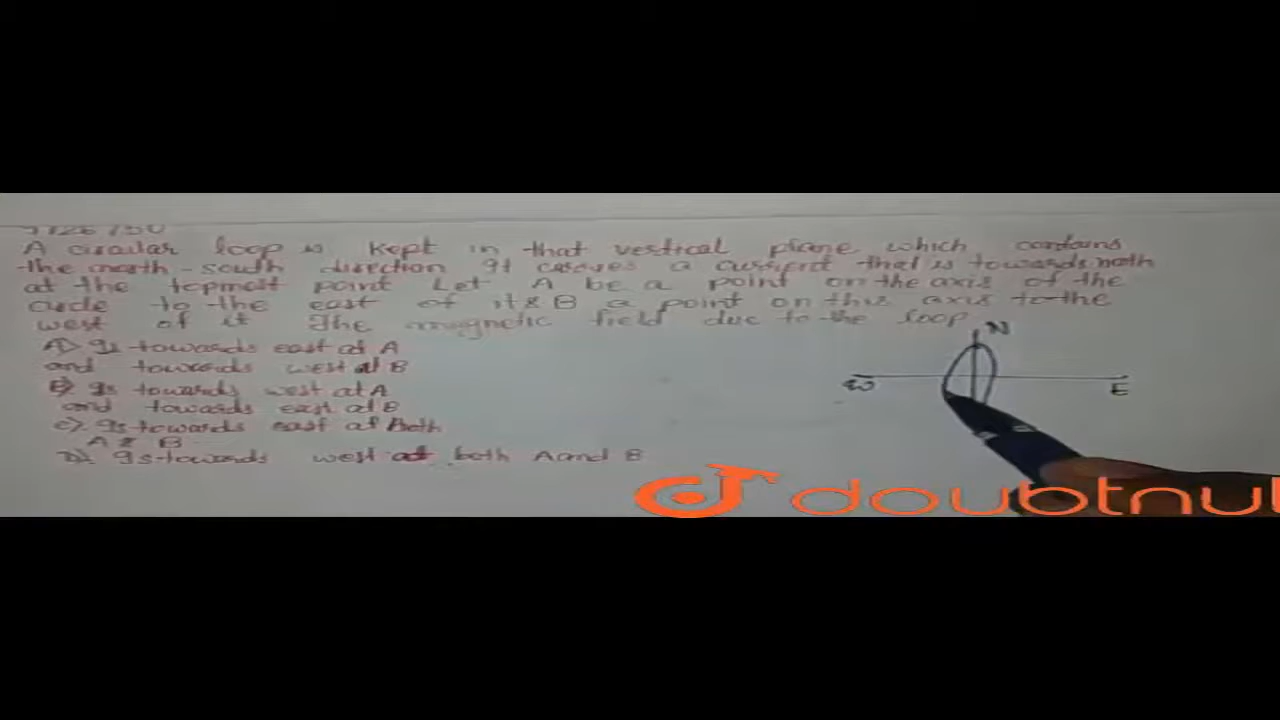 A circular loop is kept in that vertical plane which contains
the north-south direction It carries a current that is towards north
at the topmost point Let A be a point on the axis of the
circle to the east of it & B a point on this axis to the
west of it The magnetic field due to the loop
A) Is towards east at A
and towards west at B
B) Is towards west at A
and towards east at B
C) Is towards east at both
A & B
D) Is towards west at both A and B
N
W
E
doubtnut